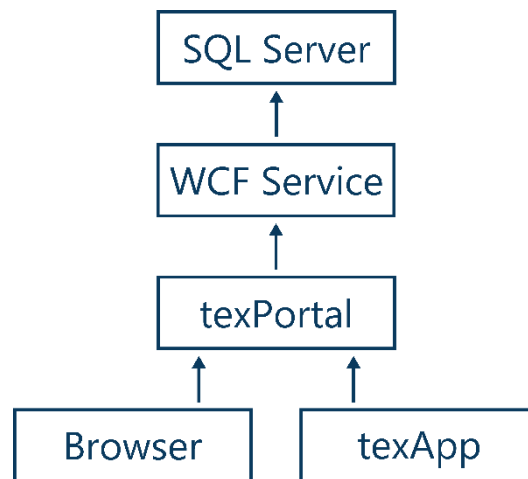 SQL Server
WCF Service
texPortal
Browser
texApp